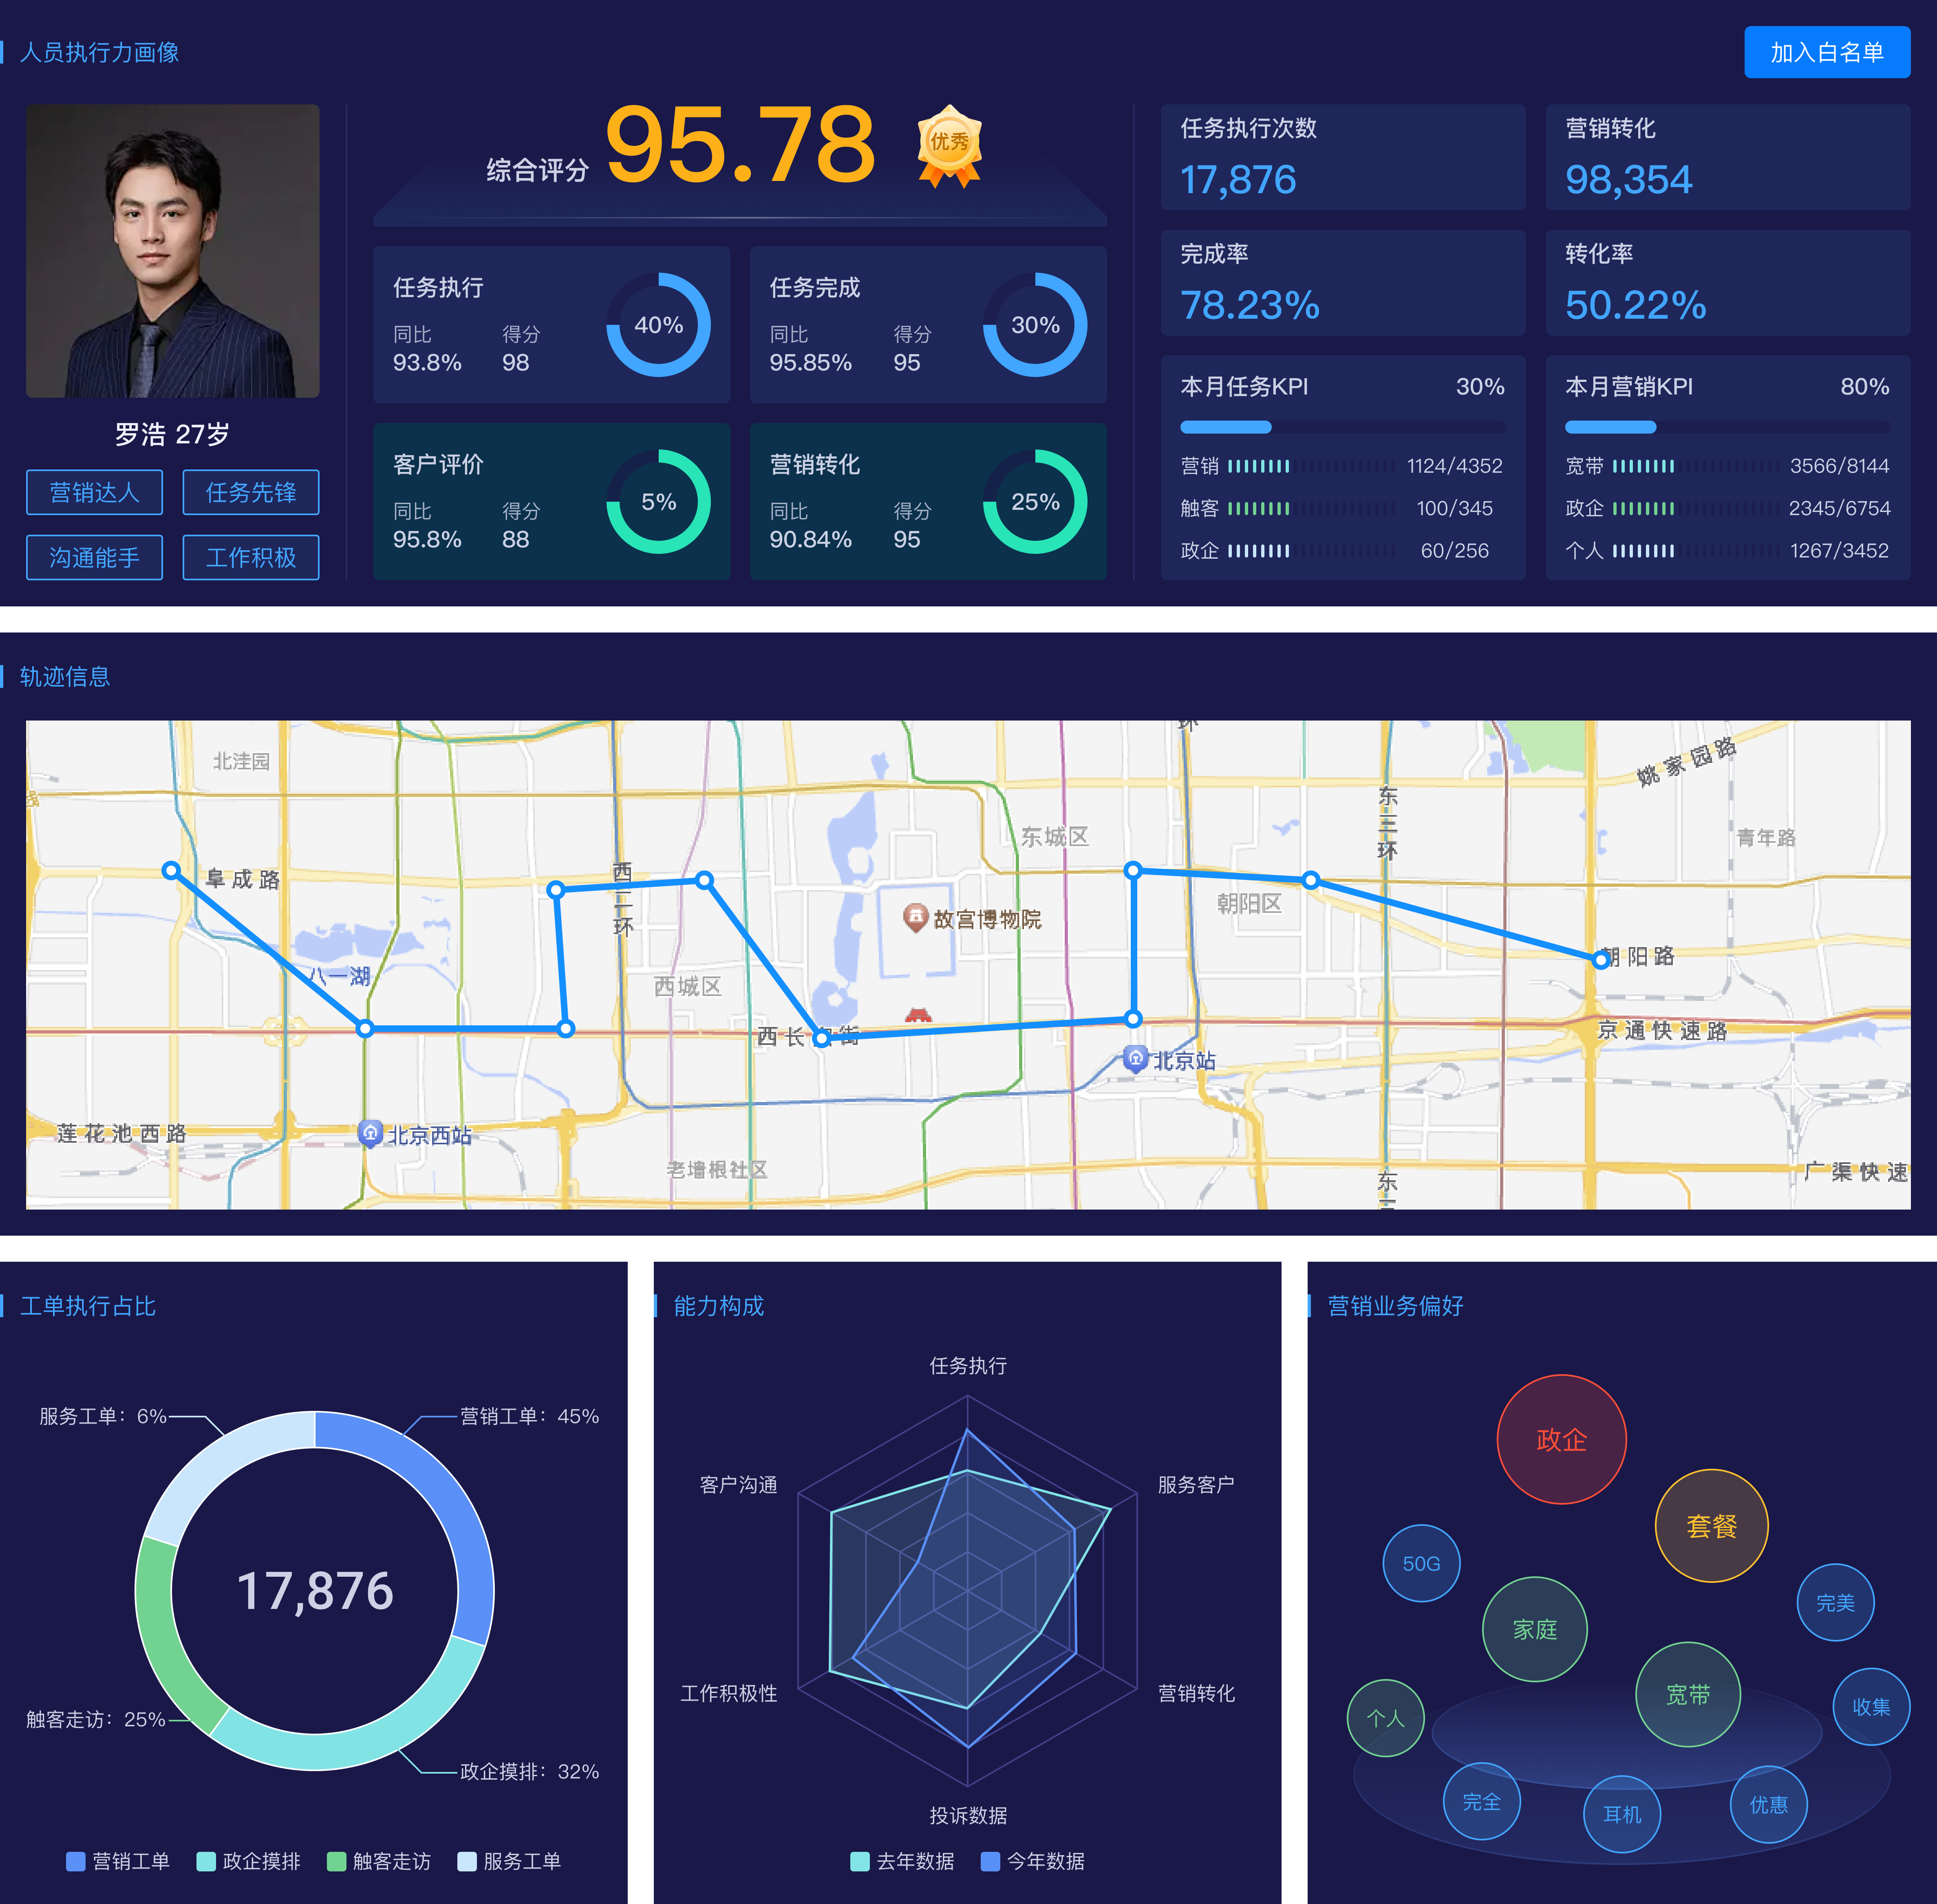 人员执行力画像
加入白名单
罗浩 27岁
营销达人
任务先锋
沟通能手
工作积极
综合评分 95.78
优秀
任务执行
同比 得分
93.8% 98
40%
任务完成
同比 得分
95.85% 95
30%
客户评价
同比 得分
95.8% 88
5%
营销转化
同比 得分
90.84% 95
25%
任务执行次数
17,876
营销转化
98,354
完成率
78.23%
转化率
50.22%
本月任务KPI 30%
营销 1124/4352
触客 100/345
政企 60/256
本月营销KPI 80%
宽带 3566/8144
政企 2345/6754
个人 1267/3452
轨迹信息
环
北洼园
姚家园路
线
东三环
东城区
青年路
阜成路
西二环
朝阳区
故宫博物院
朝阳路
八一湖
西城区
西长安街
京通快速路
北京站
莲花池西路
北京西站
老墙根社区
东三
广渠快速
工单执行占比
服务工单：6%
营销工单：45%
17,876
触客走访：25%
政企摸排：32%
营销工单
政企摸排
触客走访
服务工单
能力构成
任务执行
客户沟通
服务客户
工作积极性
营销转化
投诉数据
去年数据
今年数据
营销业务偏好
政企
套餐
50G
完美
家庭
宽带
个人
收集
完全
耳机
优惠